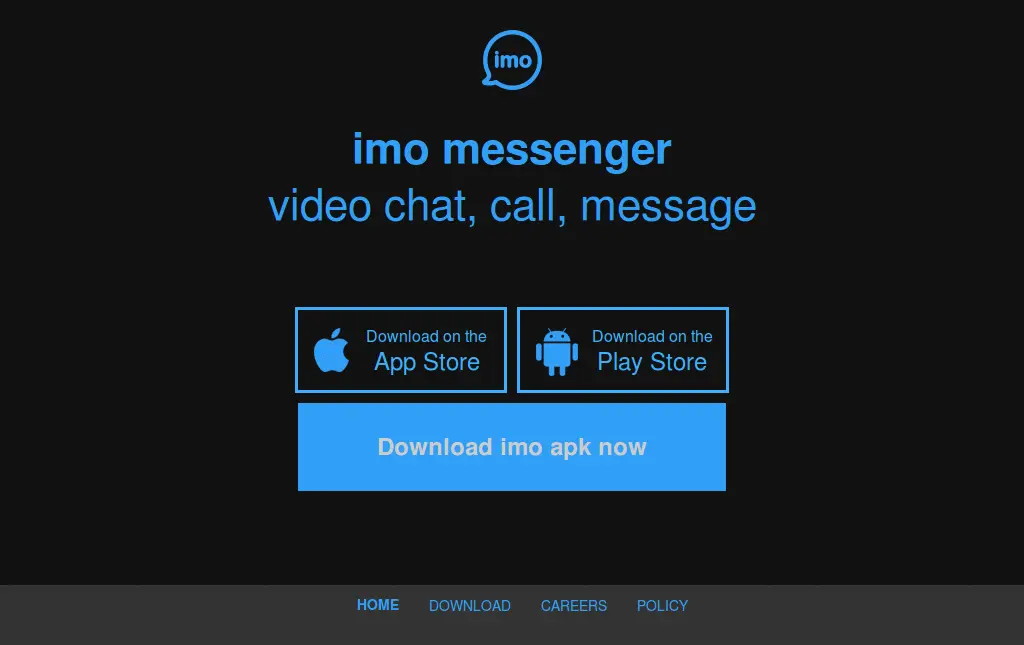 imo
imo messenger
video chat, call, message
Download on the
App Store
Download on the
Play Store
Download imo apk now
HOME DOWNLOAD CAREERS POLICY